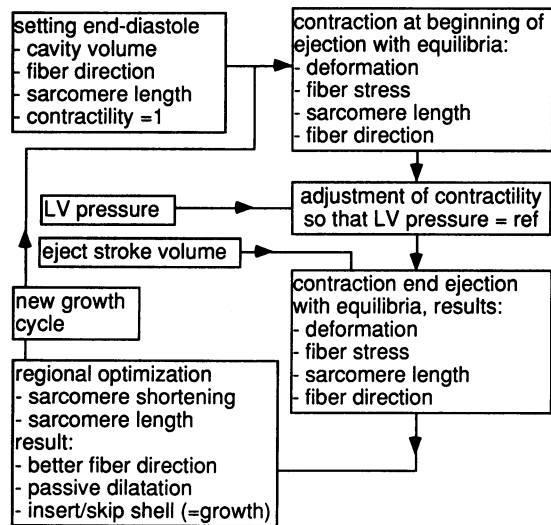 setting end-diastole
- cavity volume
- fiber direction
- sarcomere length
- contractility =1
contraction at beginning of
ejection with equilibria:
- deformation
- fiber stress
- sarcomere length
- fiber direction
LV pressure
adjustment of contractility
so that LV pressure = ref
eject stroke volume
contraction end ejection
with equilibria, results:
- deformation
- fiber stress
- sarcomere length
- fiber direction
new growth
cycle
regional optimization
- sarcomere shortening
- sarcomere length
result:
- better fiber direction
- passive dilatation
- insert/skip shell (=growth)